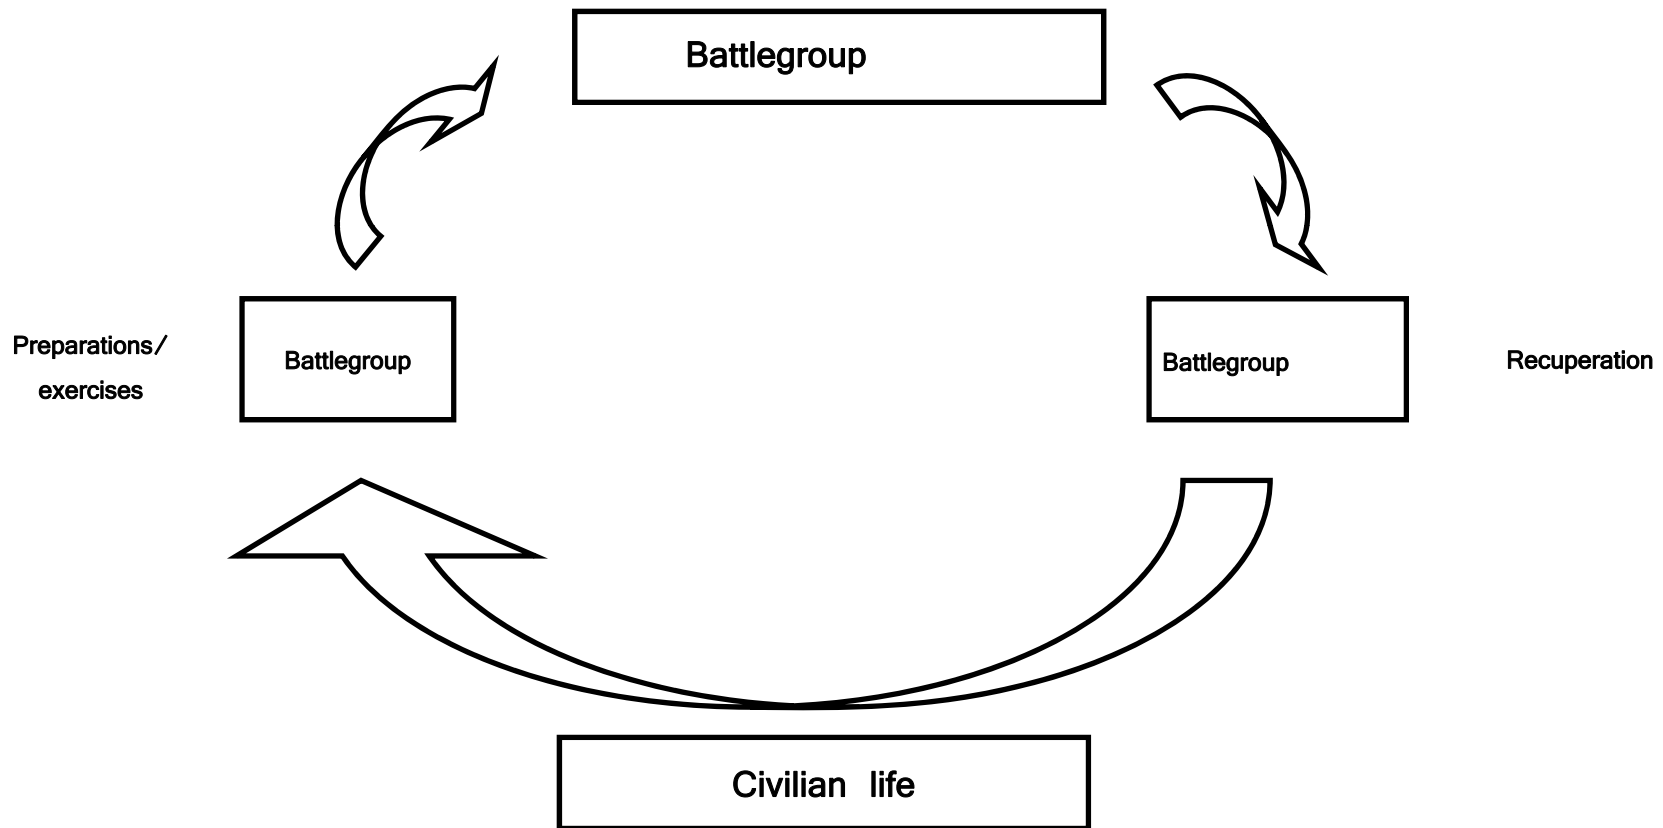 Battlegroup
Preparations/
exercises
Battlegroup
Battlegroup
Recuperation
Civilian life